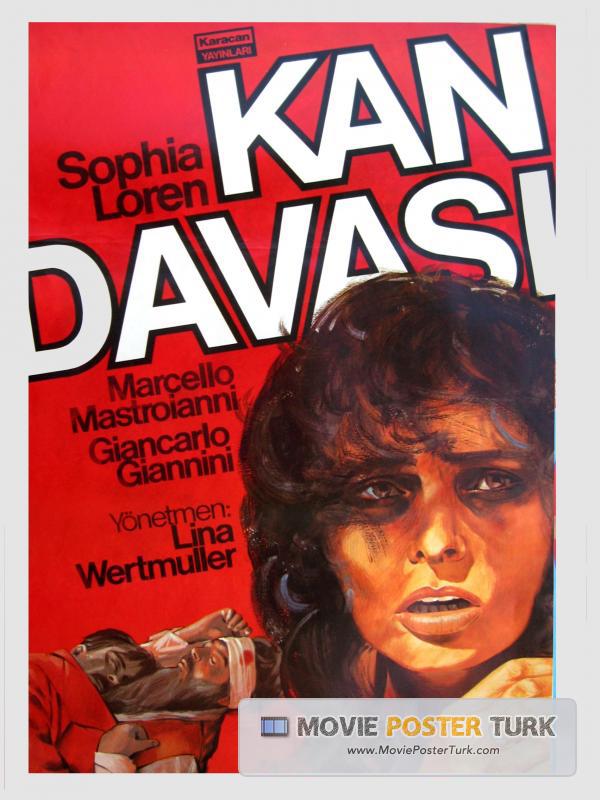 Karacan
YAYINLARI
KAN
DAVASI
Sophia
Loren
Marcello
Mastroianni
Giancarlo
Giannini
Yönetmen:
Lina
Wertmuller
MOVIE POSTER TURK
www.MoviePosterTurk.com